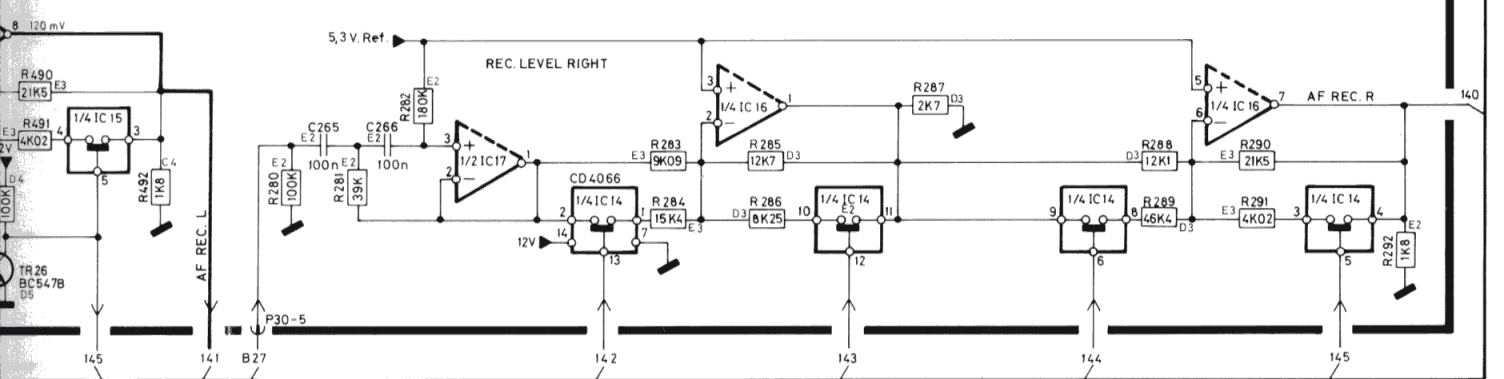 8 120 mV
R490
E3
21K5
R491
E3
4K02
4
1/4 IC 15
3
5
2V
D4
100K
C4
R492
1K8
TR26
BC547B
D5
AF REC. L
145
141
B27
P30-5
5,3 V. Ref.
REC. LEVEL RIGHT
E2
R282
180K
C265
E2
100n
C266
E2
100n
E2
R280
100K
E2
R281
39K
3
+
1/2 IC17
2
–
1
CD4066
2
1/4 IC 14
1
14
12V
7
13
142
R283
E3
9K09
R284
15K4
E3
3
+
1/4 IC 16
2
–
1
R285
12K7
D3
R286
D3
8K25
10
1/4 IC 14
E2
11
12
143
R287
2K7
D3
9
1/4 IC 14
8
6
144
R288
D3
12K1
R289
46K4
D3
5
+
1/4 IC 16
6
–
7
R290
E3
21K5
R291
E3
4K02
3
1/4 IC 14
4
5
145
AF REC. R
140
E2
R292
1K8